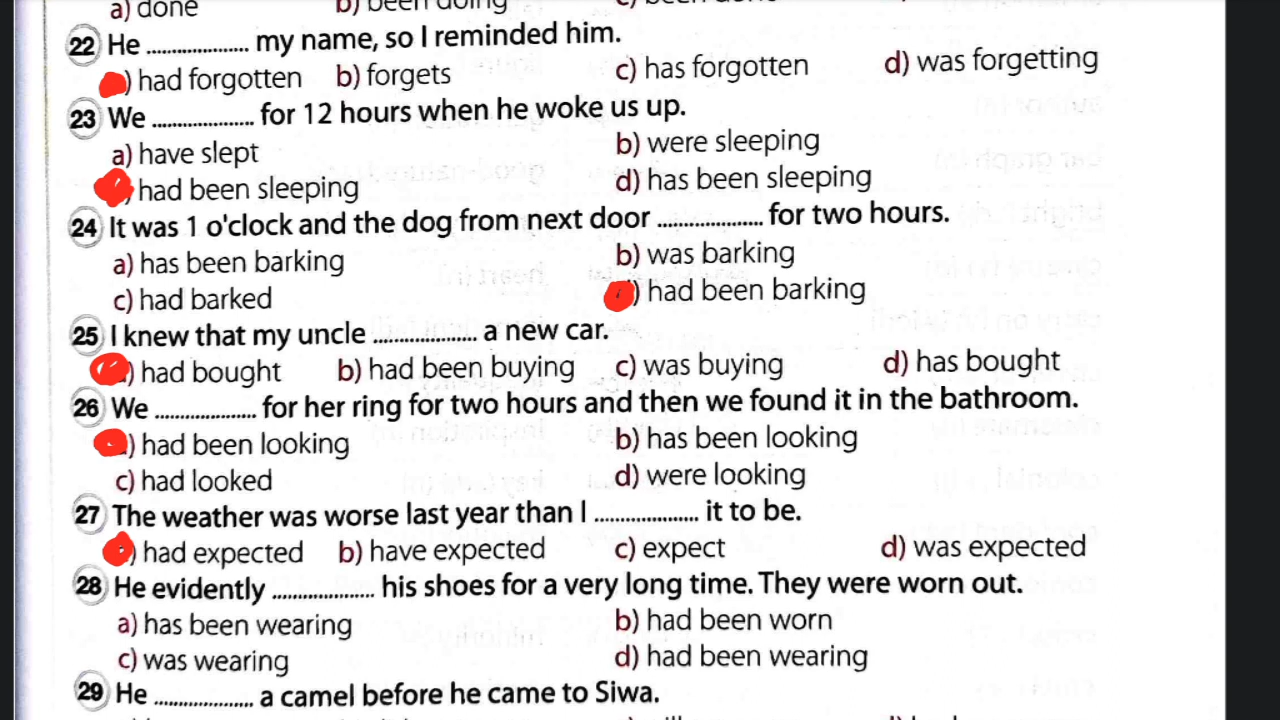 a) done b) been doing
22 He .................... my name, so I reminded him.
) had forgotten b) forgets c) has forgotten d) was forgetting
23 We .................... for 12 hours when he woke us up.
a) have slept b) were sleeping
) had been sleeping d) has been sleeping
24 It was 1 o'clock and the dog from next door .................... for two hours.
a) has been barking b) was barking
c) had barked ) had been barking
25 I knew that my uncle .................... a new car.
) had bought b) had been buying c) was buying d) has bought
26 We .................... for her ring for two hours and then we found it in the bathroom.
) had been looking b) has been looking
c) had looked d) were looking
27 The weather was worse last year than I .................... it to be.
) had expected b) have expected c) expect d) was expected
28 He evidently .................... his shoes for a very long time. They were worn out.
a) has been wearing b) had been worn
c) was wearing d) had been wearing
29 He .................... a camel before he came to Siwa.